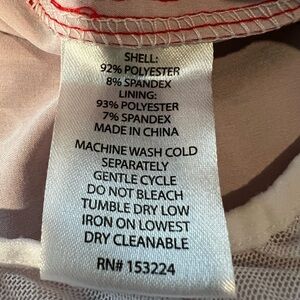 SHELL:
92% POLYESTER
8% SPANDEX
LINING:
93% POLYESTER
7% SPANDEX
MADE IN CHINA
MACHINE WASH COLD
SEPARATELY
GENTLE CYCLE
DO NOT BLEACH
TUMBLE DRY LOW
IRON ON LOWEST
DRY CLEANABLE
RN# 153224